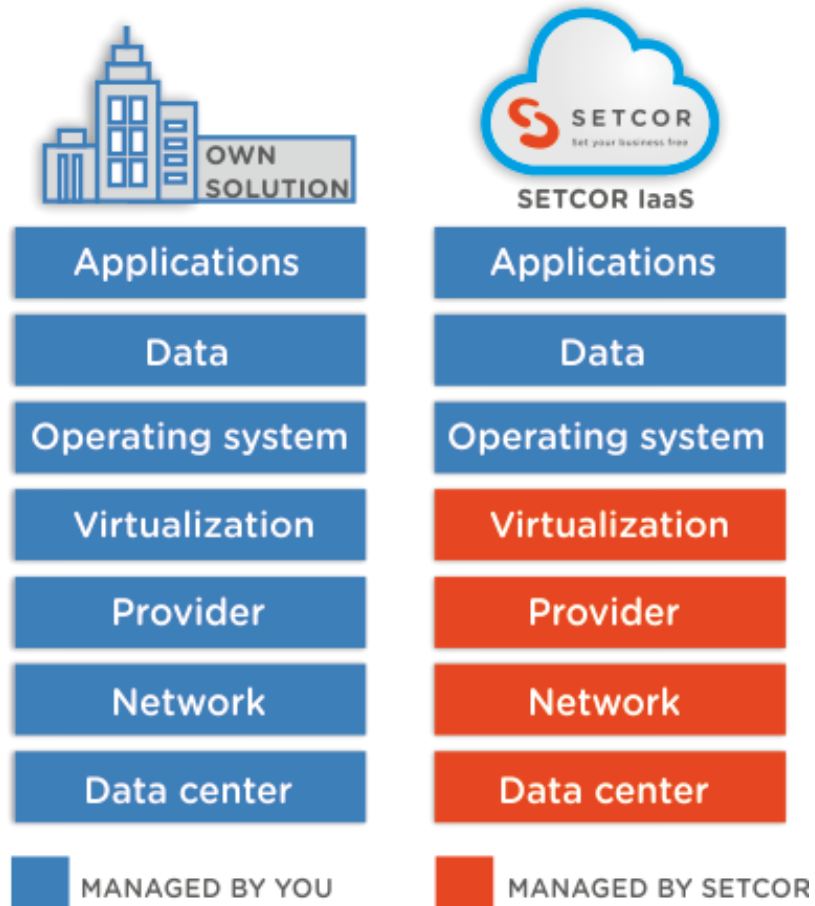 OWN
SOLUTION
SETCOR
Set your business free
SETCOR IaaS
Applications
Data
Operating system
Virtualization
Provider
Network
Data center
Applications
Data
Operating system
Virtualization
Provider
Network
Data center
MANAGED BY YOU
MANAGED BY SETCOR